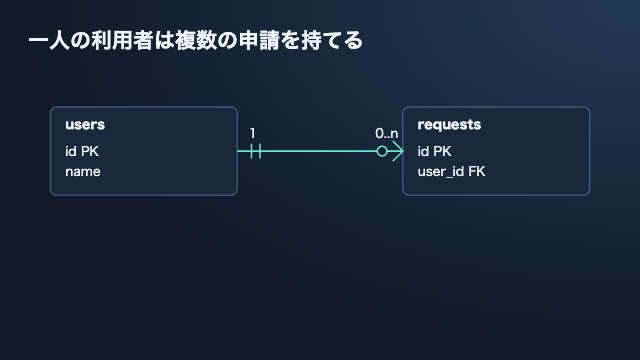 一人の利用者は複数の申請を持てる
users
id PK
name
1
0..n
requests
id PK
user_id FK